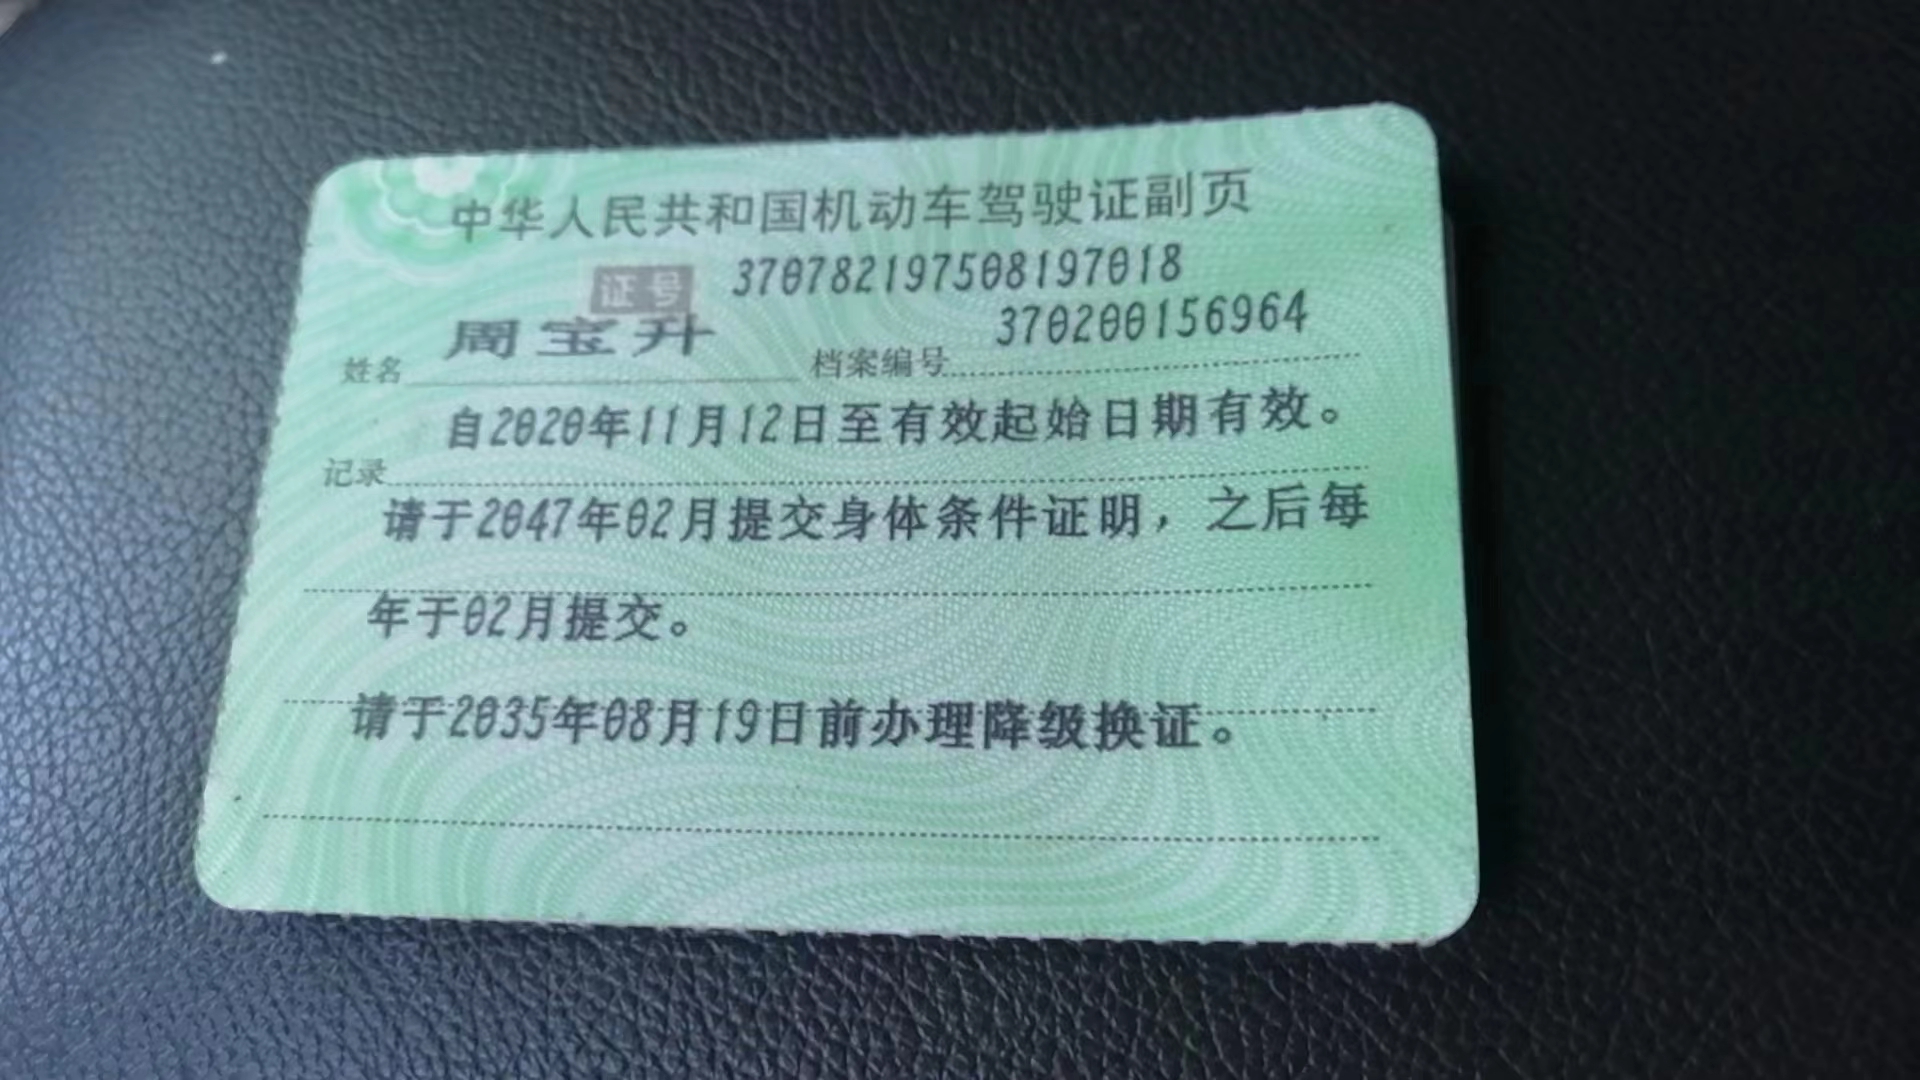 中华人民共和国机动车驾驶证副页
证号 370782197508197018
姓名 周宝升 档案编号 370200156964
记录 自2020年11月12日至有效起始日期有效。
请于2047年02月提交身体条件证明，之后每
年于02月提交。
请于2035年08月19日前办理降级换证。